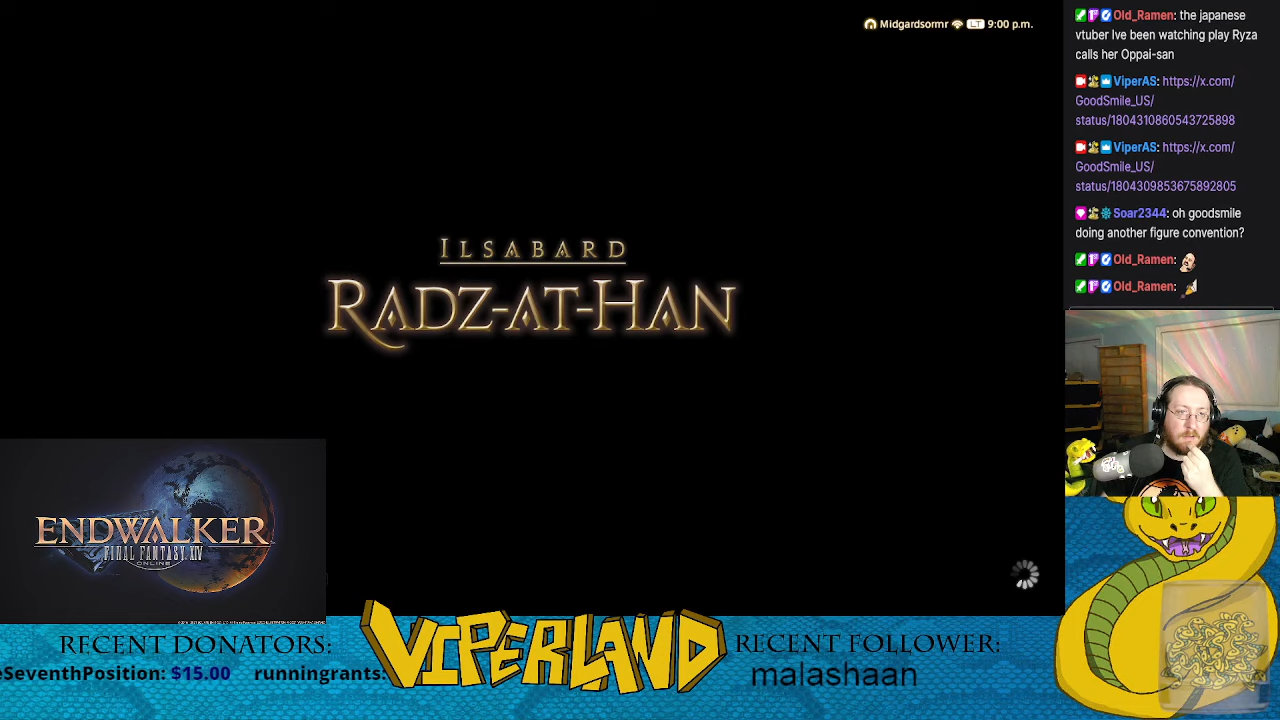 Midgardsormr LT 9:00 p.m.
ILSABARD
RADZ-AT-HAN
ENDWALKER
FINAL FANTASY XIV
ONLINE
Old_Ramen: the japanese
vtuber Ive been watching play Ryza
calls her Oppai-san
ViperAS: https://x.com/
GoodSmile_US/
status/1804310860543725898
ViperAS: https://x.com/
GoodSmile_US/
status/1804309853675892805
Soar2344: oh goodsmile
doing another figure convention?
Old_Ramen:
Old_Ramen:
RECENT DONATORS:
eSeventhPosition: $15.00 runningrants:
VIPERLAND
RECENT FOLLOWER:
malashaan